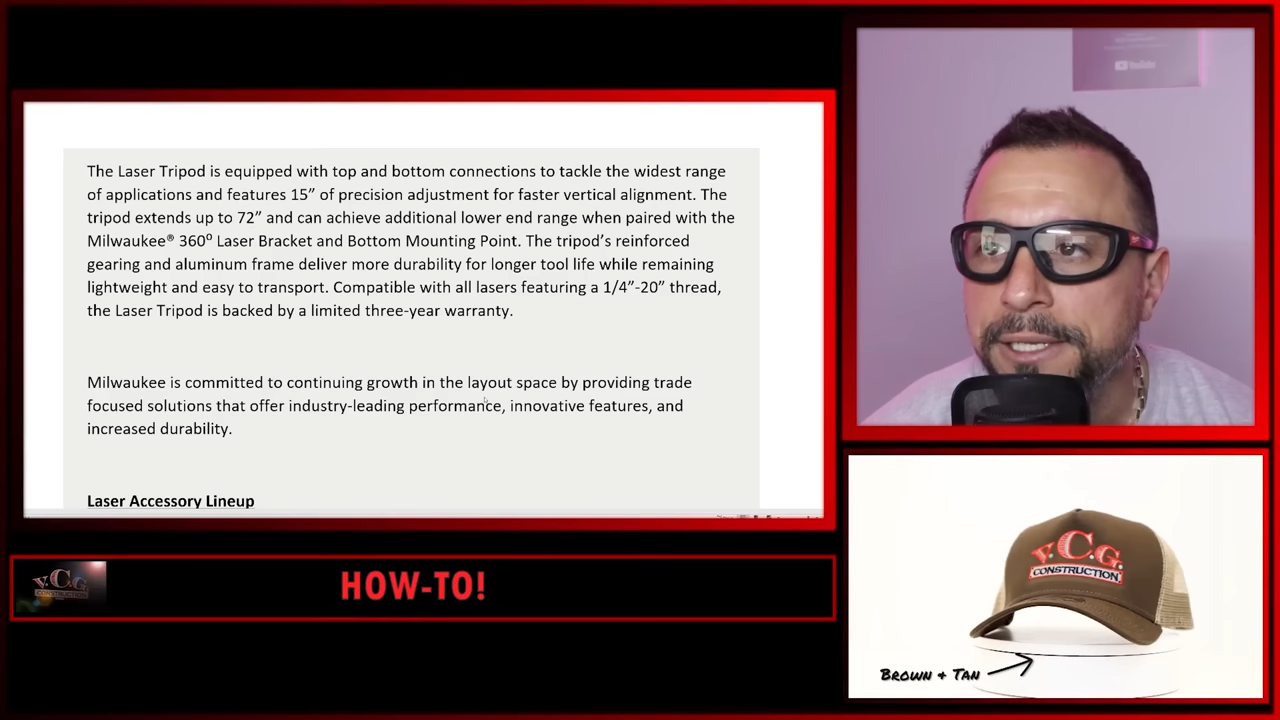 The Laser Tripod is equipped with top and bottom connections to tackle the widest range
of applications and features 15” of precision adjustment for faster vertical alignment. The
tripod extends up to 72” and can achieve additional lower end range when paired with the
Milwaukee® 360⁰ Laser Bracket and Bottom Mounting Point. The tripod’s reinforced
gearing and aluminum frame deliver more durability for longer tool life while remaining
lightweight and easy to transport. Compatible with all lasers featuring a 1/4”-20” thread,
the Laser Tripod is backed by a limited three-year warranty.
Milwaukee is committed to continuing growth in the layout space by providing trade
focused solutions that offer industry-leading performance, innovative features, and
increased durability.
Laser Accessory Lineup
YouTube
V.C.G.
CONSTRUCTION
HOW-TO!
V.C.G.
CONSTRUCTION
BROWN & TAN